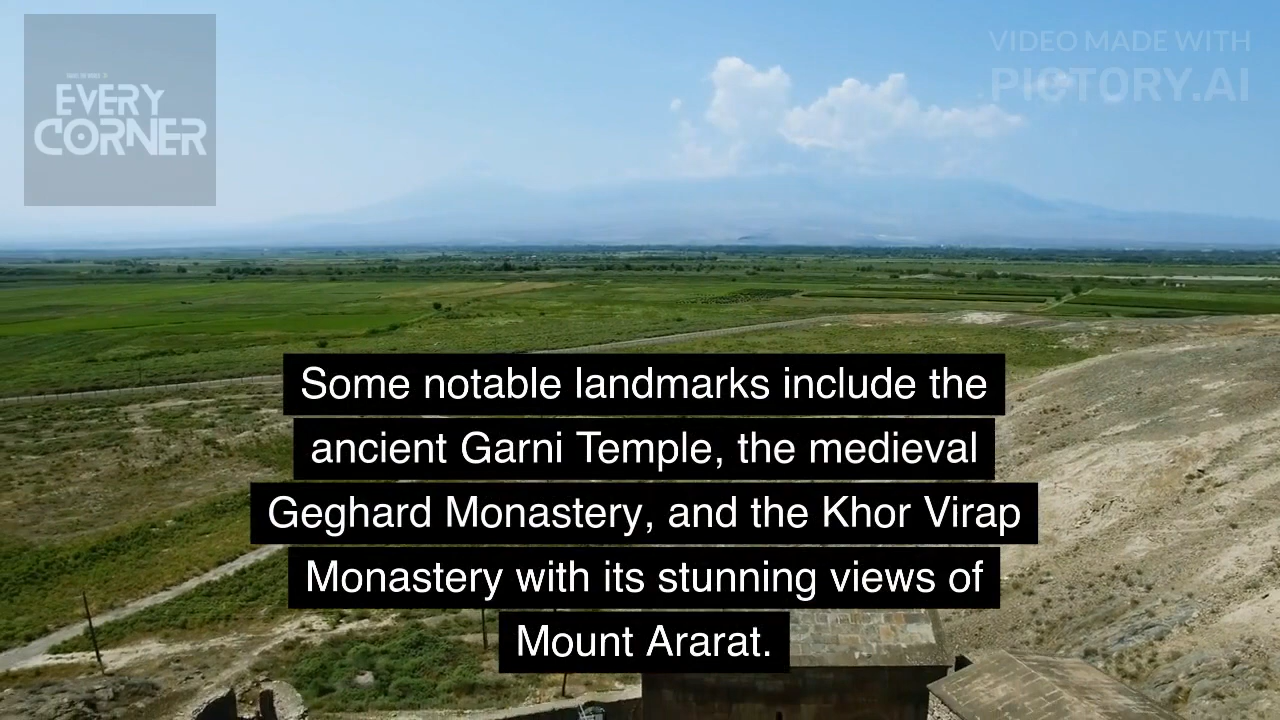 EVERY
CORNER
VIDEO MADE WITH
PICTORY.AI
Some notable landmarks include the
ancient Garni Temple, the medieval
Geghard Monastery, and the Khor Virap
Monastery with its stunning views of
Mount Ararat.